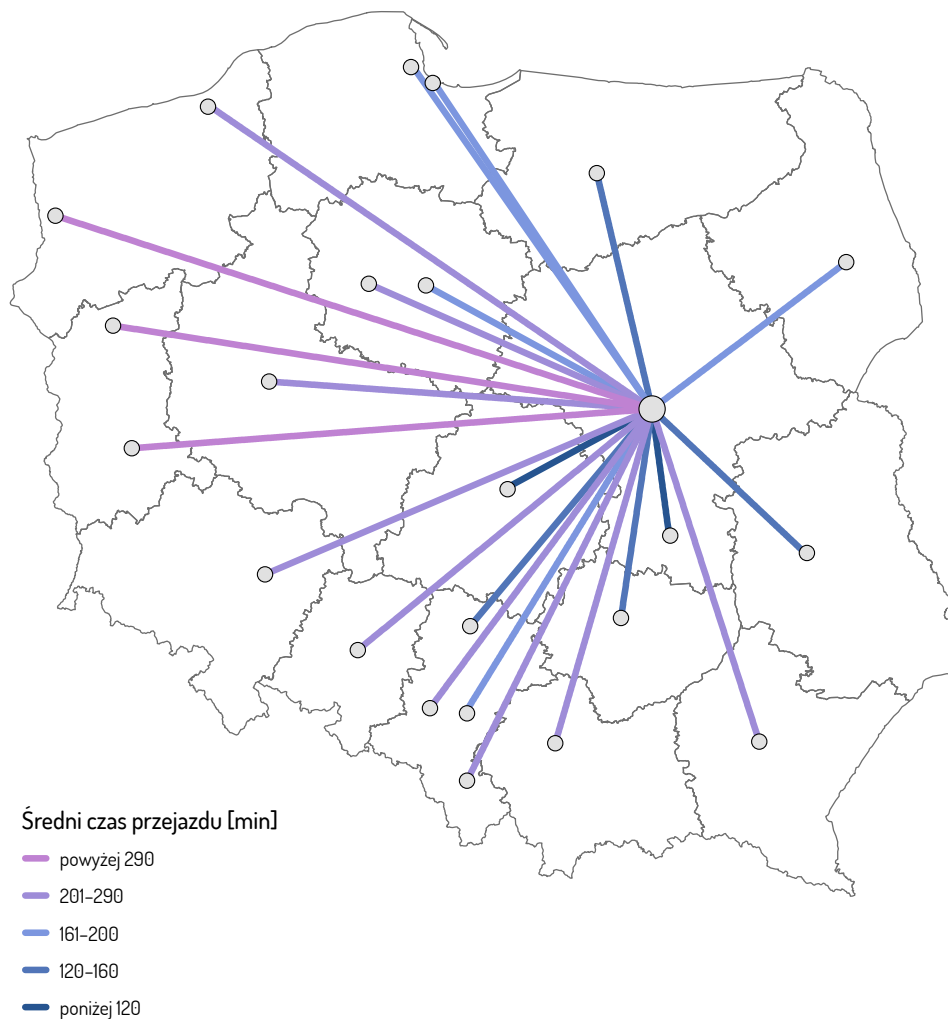 Średni czas przejazdu [min]
powyżej 290
201–290
161–200
120–160
poniżej 120